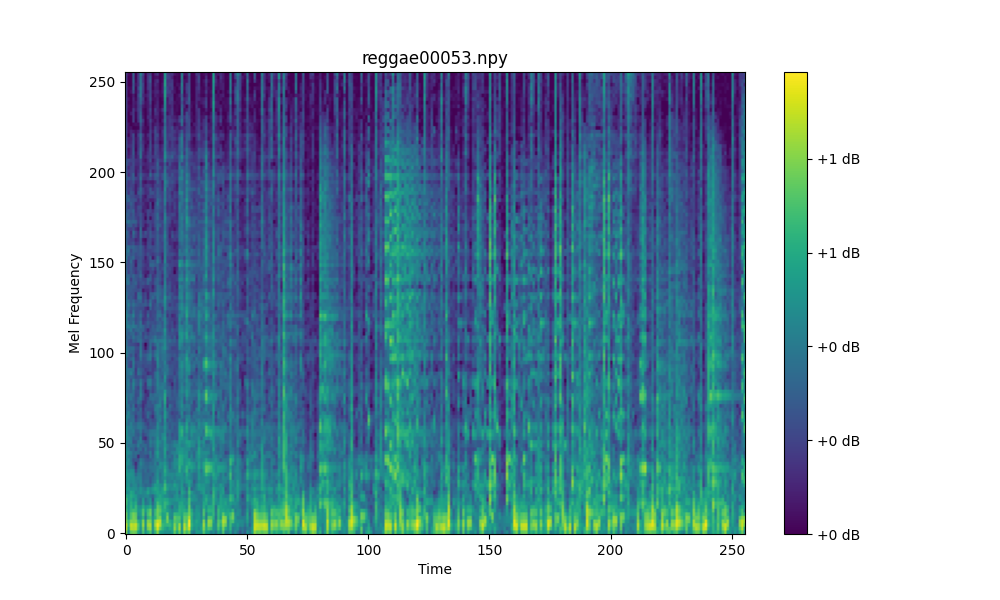 reggae00053.npy
250
200
150
100
50
0
Mel Frequency
0 50 100 150 200 250
Time
+1 dB
+1 dB
+0 dB
+0 dB
+0 dB